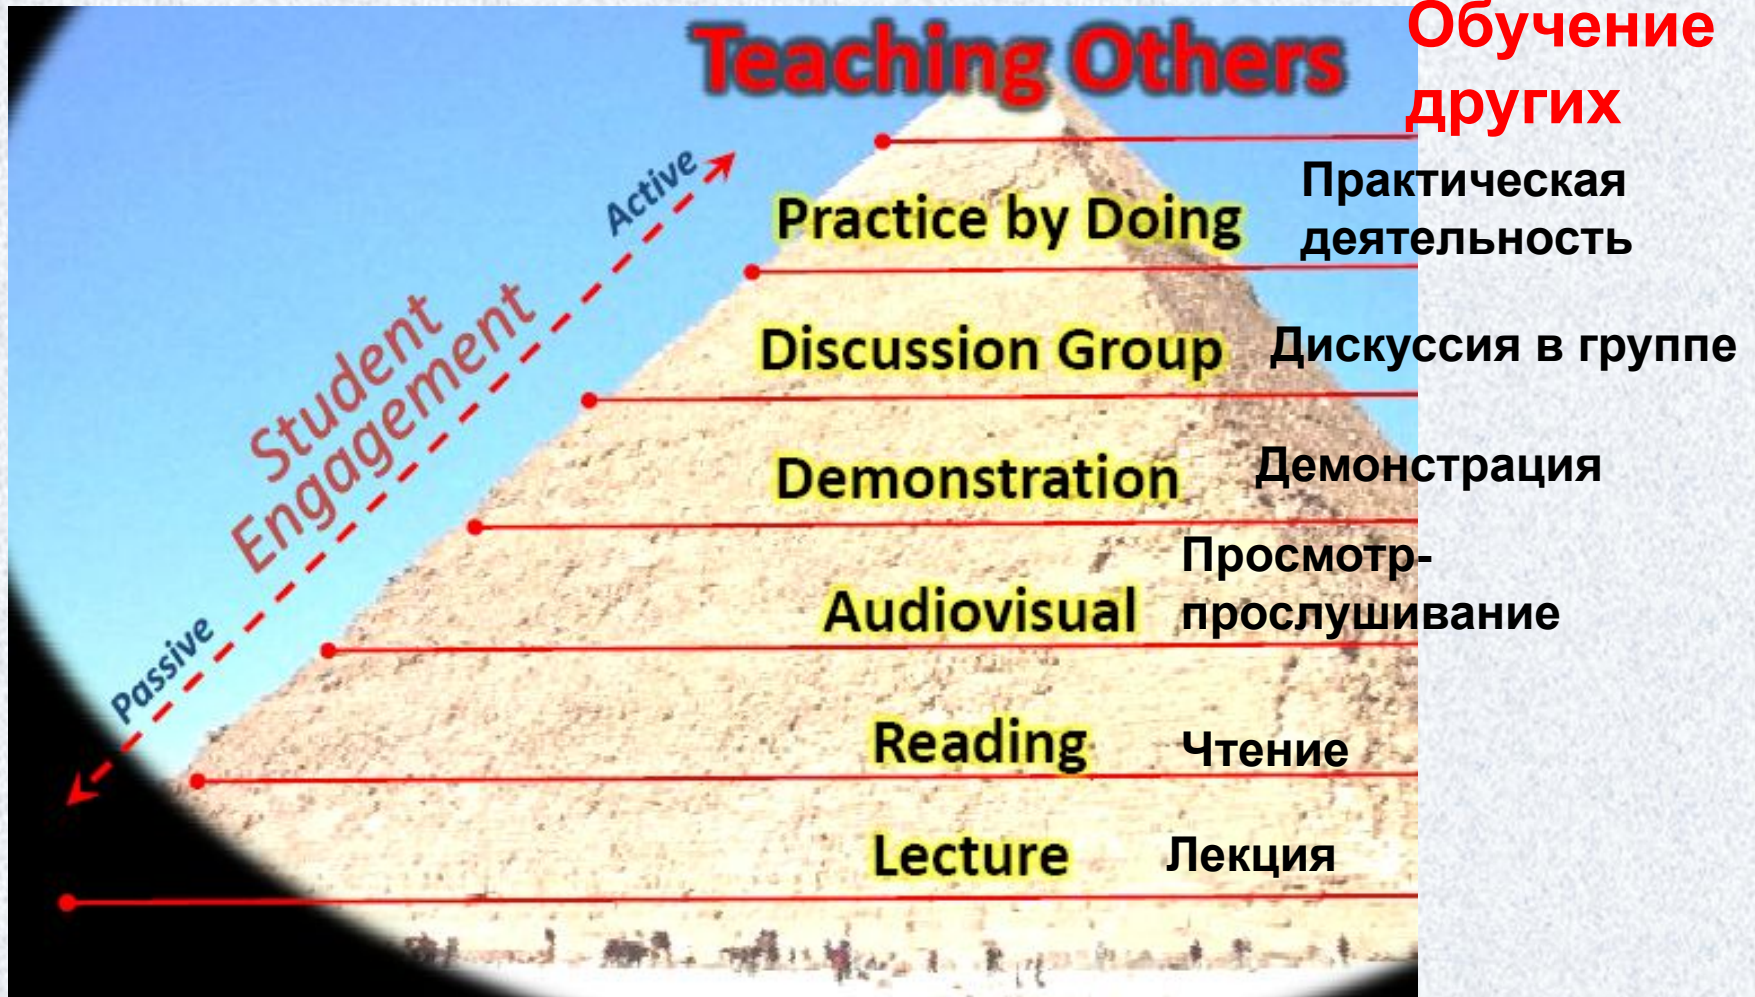 Teaching Others
Обучение
других
Active
Practice by Doing
Практическая
деятельность
Student
Engagement
Discussion Group
Дискуссия в группе
Demonstration
Демонстрация
Passive
Audiovisual
Просмотр-
прослушивание
Reading
Чтение
Lecture
Лекция